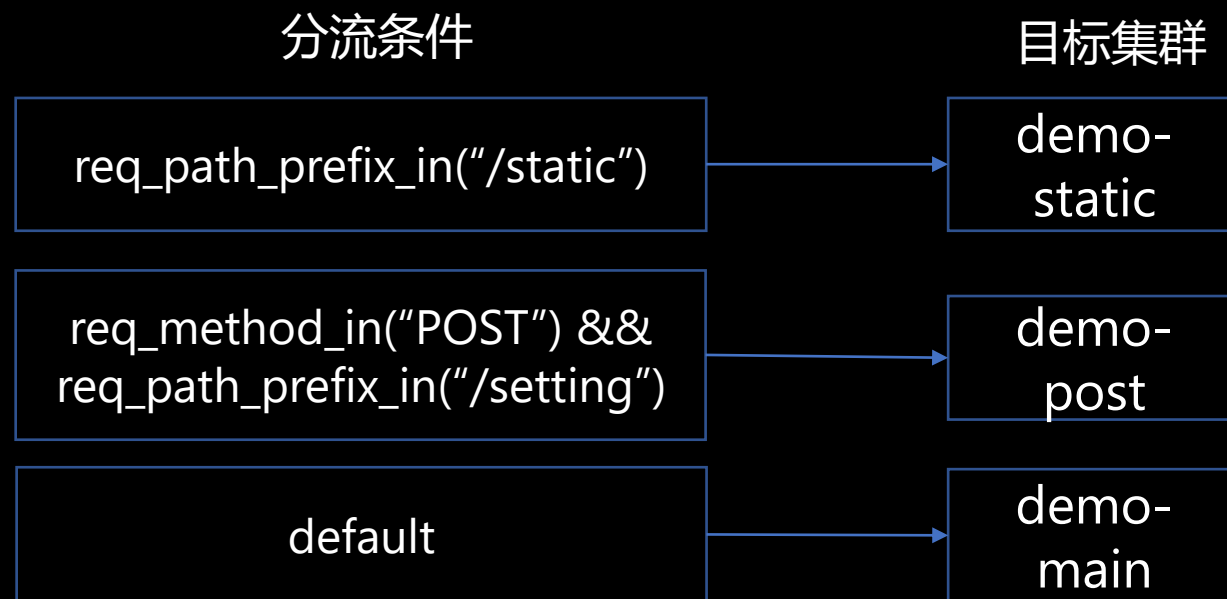 分流条件
目标集群
req_path_prefix_in(“/static”)
demo-
static
req_method_in(“POST”) &&
req_path_prefix_in(“/setting”)
demo-
post
default
demo-
main